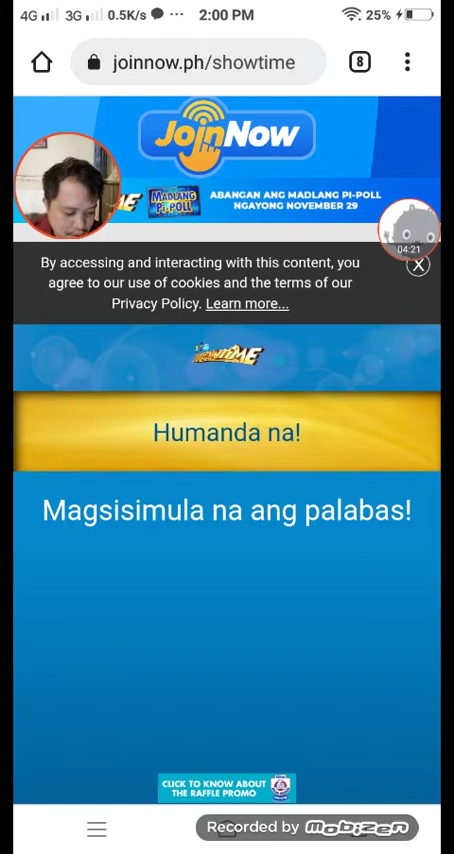 4G 3G 0.5K/s ... 2:00 PM 25%
joinnow.ph/showtime 8
JoinNow
ME MADLANG PI-POLL ABANGAN ANG MADLANG PI-POLL
NGAYONG NOVEMBER 29
04:21
By accessing and interacting with this content, you
agree to our use of cookies and the terms of our
Privacy Policy. Learn more...
X
SHOWTIME
Humanda na!
Magsisimula na ang palabas!
CLICK TO KNOW ABOUT
THE RAFFLE PROMO
Recorded by MOBIZEN